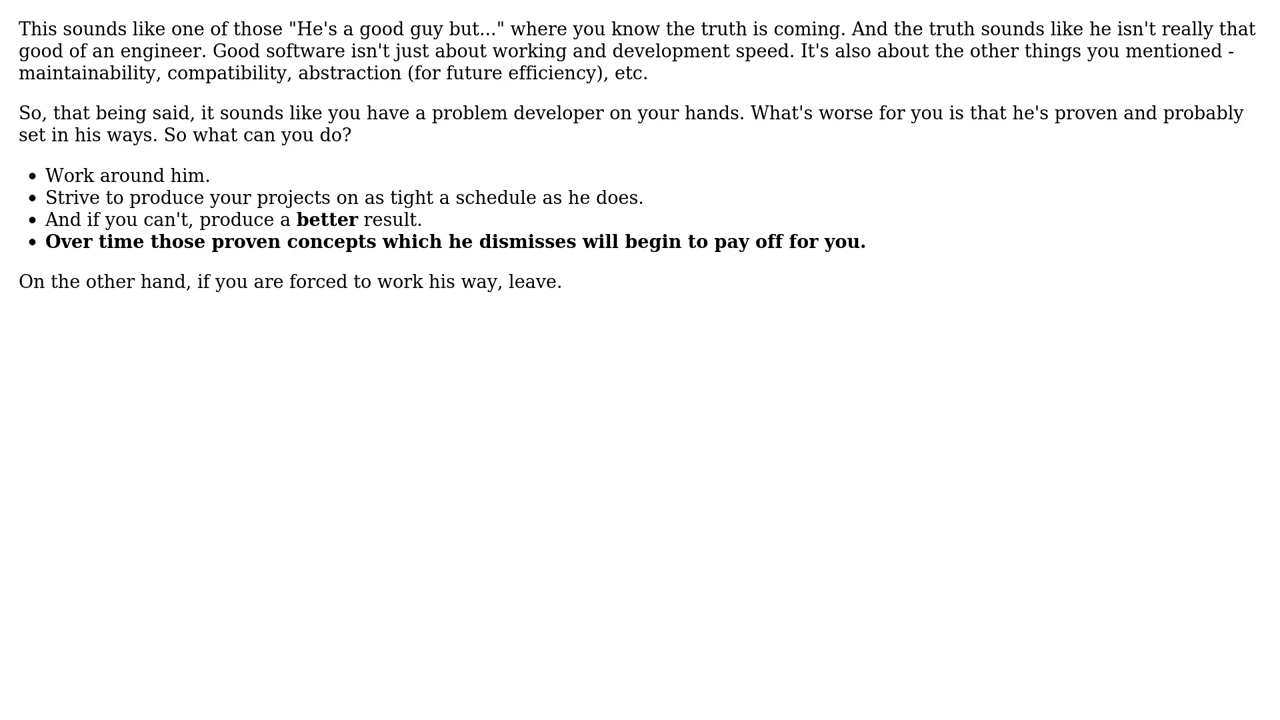 This sounds like one of those "He's a good guy but..." where you know the truth is coming. And the truth sounds like he isn't really that
good of an engineer. Good software isn't just about working and development speed. It's also about the other things you mentioned -
maintainability, compatibility, abstraction (for future efficiency), etc.
So, that being said, it sounds like you have a problem developer on your hands. What's worse for you is that he's proven and probably
set in his ways. So what can you do?
• Work around him.
• Strive to produce your projects on as tight a schedule as he does.
• And if you can't, produce a better result.
• Over time those proven concepts which he dismisses will begin to pay off for you.
On the other hand, if you are forced to work his way, leave.